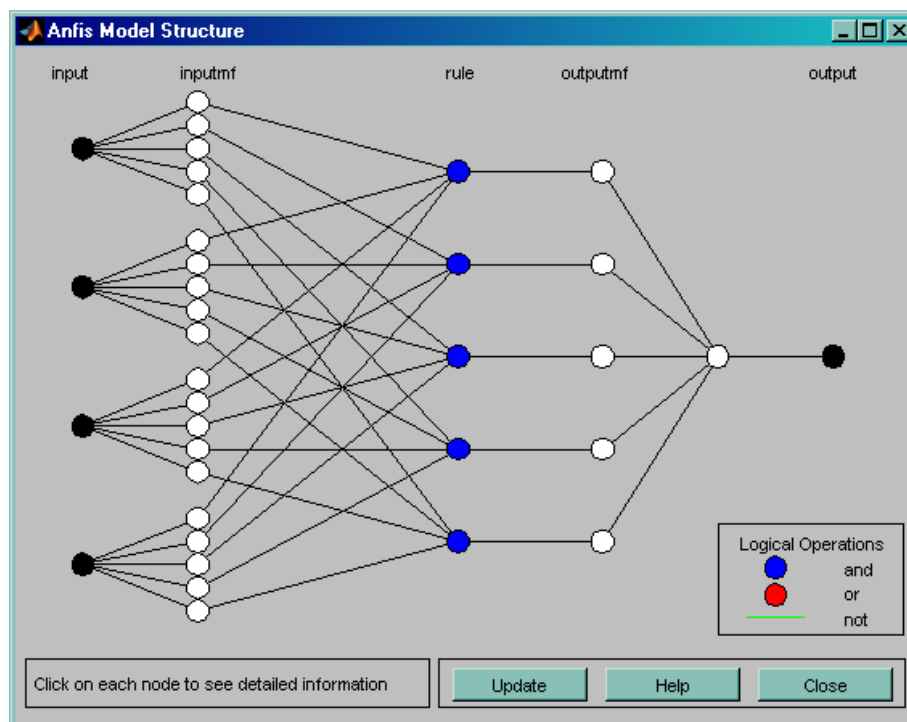 Anfis Model Structure
input inputmf rule outputmf output
Logical Operations
and
or
not
Click on each node to see detailed information
Update Help Close